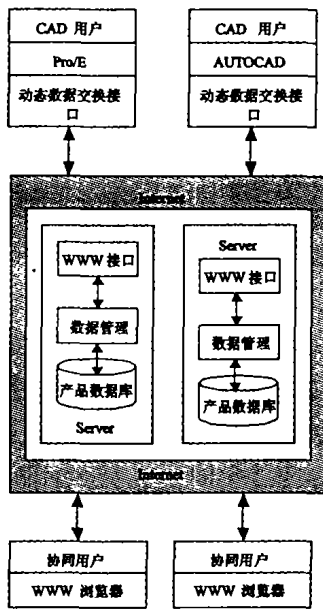 CAD 用户
Pro/E
动态数据交换接
口
CAD 用户
AUTOCAD
动态数据交换接
口
Internet
WWW 接口
数据管理
产品数据库
Server
Server
WWW 接口
数据管理
产品数据库
Internet
协同用户
WWW 浏览器
协同用户
WWW 浏览器